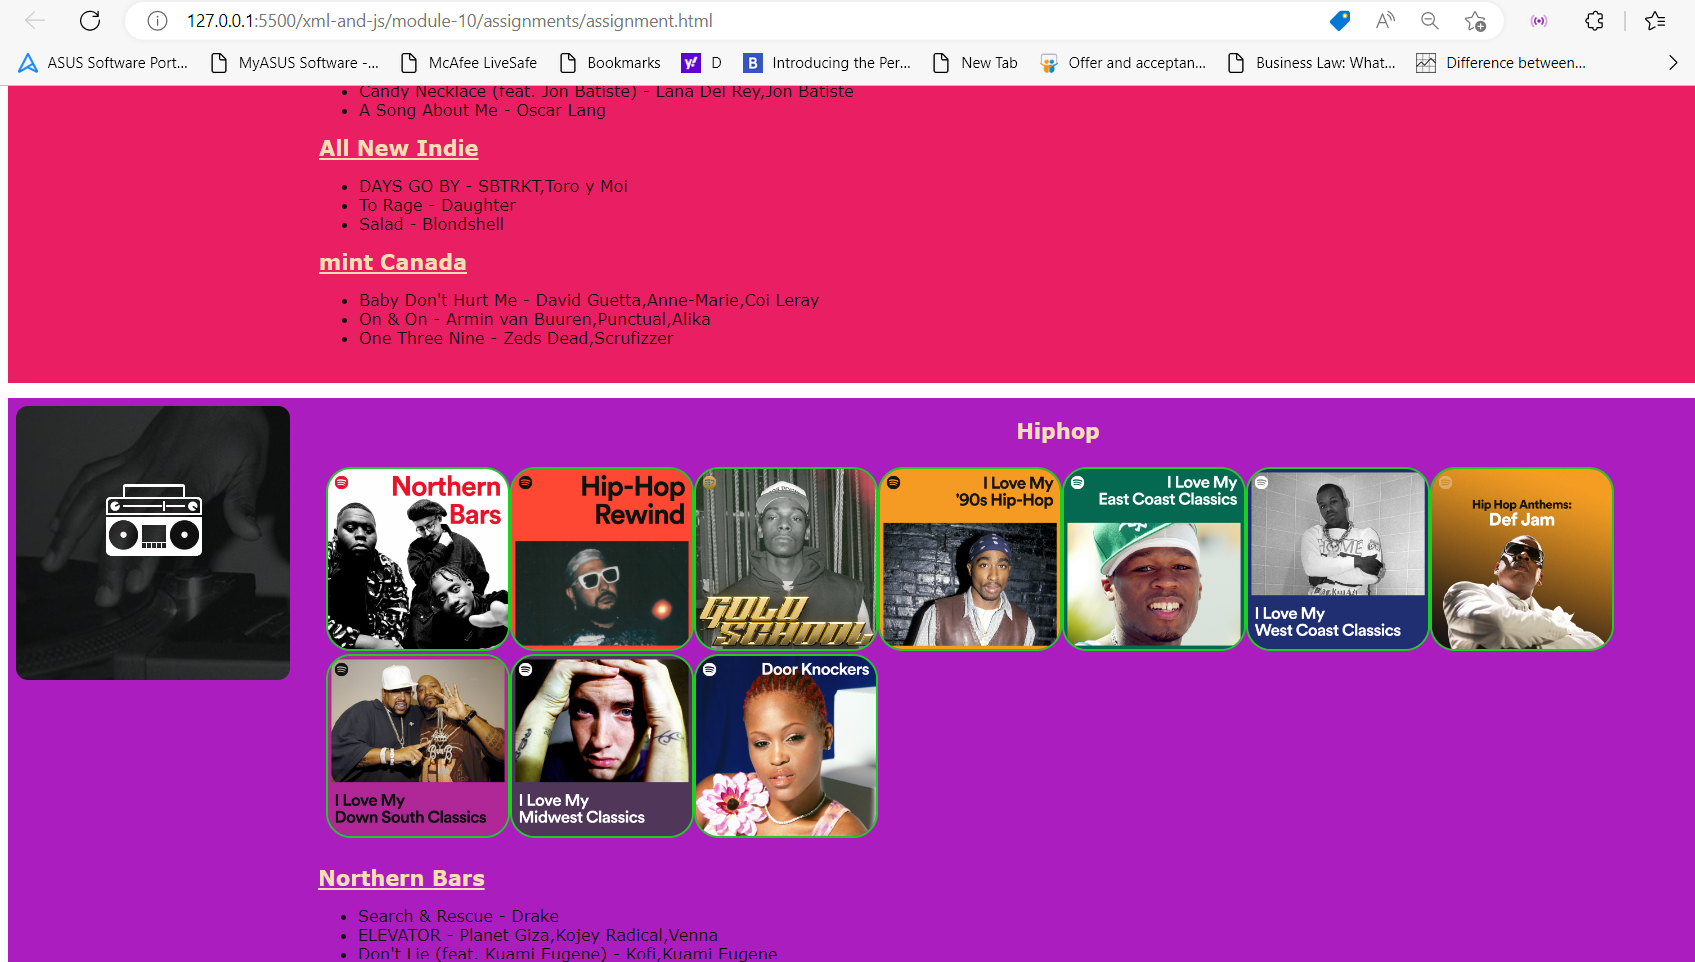 127.0.0.1:5500/xml-and-js/module-10/assignments/assignment.html
ASUS Software Port...
MyASUS Software -...
McAfee LiveSafe
Bookmarks
y!
D
B
Introducing the Per...
New Tab
Offer and acceptan...
Business Law: What...
Difference between...
Candy Necklace (feat. Jon Batiste) - Lana Del Rey,Jon Batiste
A Song About Me - Oscar Lang
All New Indie
DAYS GO BY - SBTRKT,Toro y Moi
To Rage - Daughter
Salad - Blondshell
mint Canada
Baby Don't Hurt Me - David Guetta,Anne-Marie,Coi Leray
On & On - Armin van Buuren,Punctual,Alika
One Three Nine - Zeds Dead,Scrufizzer
Hiphop
Northern
Bars
Hip-Hop
Rewind
GOLD
SCHOOL
I Love My
'90s Hip-Hop
I Love My
East Coast Classics
HOME
I Love My
West Coast Classics
Hip Hop Anthems:
Def Jam
I Love My
Down South Classics
I Love My
Midwest Classics
Door Knockers
Northern Bars
Search & Rescue - Drake
ELEVATOR - Planet Giza,Kojey Radical,Venna
Don't Lie (feat. Kuami Eugene) - Kofi,Kuami Eugene